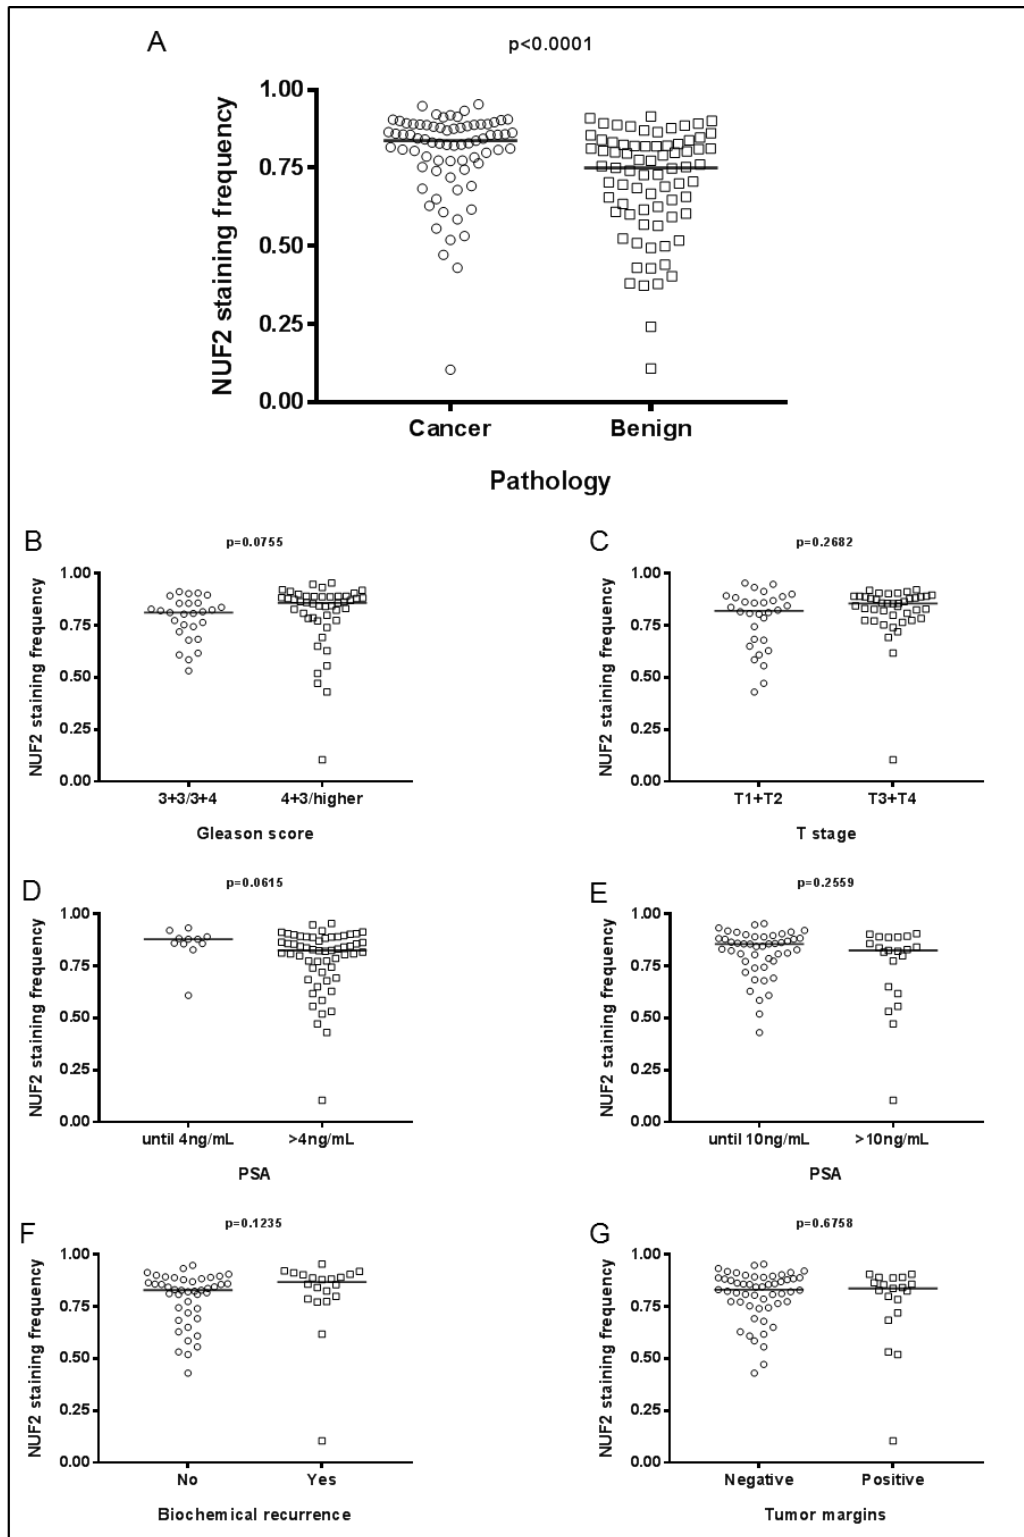 A
p<0.0001
NUF2 staining frequency
1.00
0.75
0.50
0.25
0.00
Cancer Benign
Pathology
B
p=0.0755
NUF2 staining frequency
1.00
0.75
0.50
0.25
0.00
3+3/3+4 4+3/higher
Gleason score
C
p=0.2682
NUF2 staining frequency
1.00
0.75
0.50
0.25
0.00
T1+T2 T3+T4
T stage
D
p=0.0615
NUF2 staining frequency
1.00
0.75
0.50
0.25
0.00
until 4ng/mL >4ng/mL
PSA
E
p=0.2559
NUF2 staining frequency
1.00
0.75
0.50
0.25
0.00
until 10ng/mL >10ng/mL
PSA
F
p=0.1235
NUF2 staining frequency
1.00
0.75
0.50
0.25
0.00
No Yes
Biochemical recurrence
G
p=0.6758
NUF2 staining frequency
1.00
0.75
0.50
0.25
0.00
Negative Positive
Tumor margins